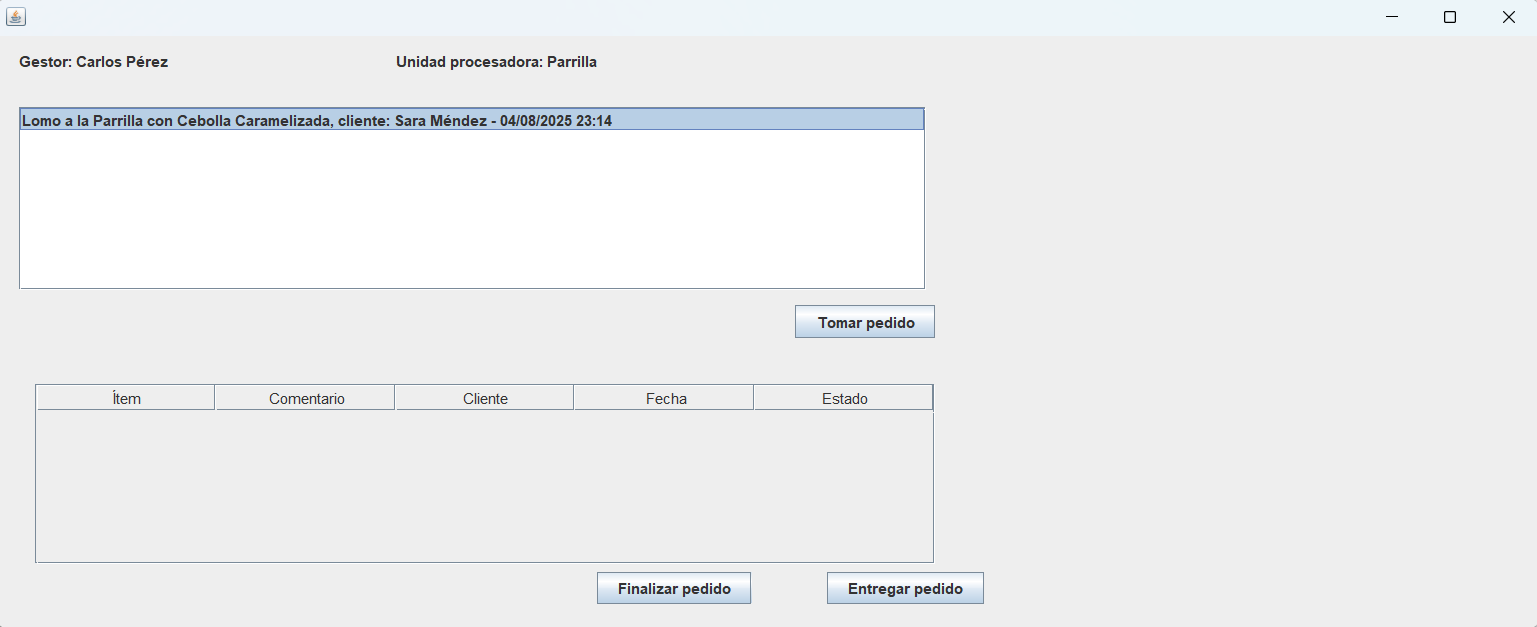 Gestor: Carlos Pérez
Unidad procesadora: Parrilla
Lomo a la Parrilla con Cebolla Caramelizada, cliente: Sara Méndez - 04/08/2025 23:14
Tomar pedido
Ítem Comentario Cliente Fecha Estado
Finalizar pedido
Entregar pedido